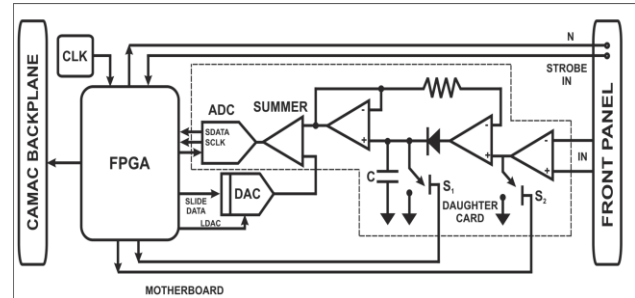 CAMAC BACKPLANE
CLK
N
STROBE
IN
ADC
SUMMER
SDATA
SCLK
FPGA
-
+
-
+
-
+
IN
FRONT PANEL
C
S₁
S₂
DAC
SLIDE
DATA
LDAC
DAUGHTER
CARD
MOTHERBOARD